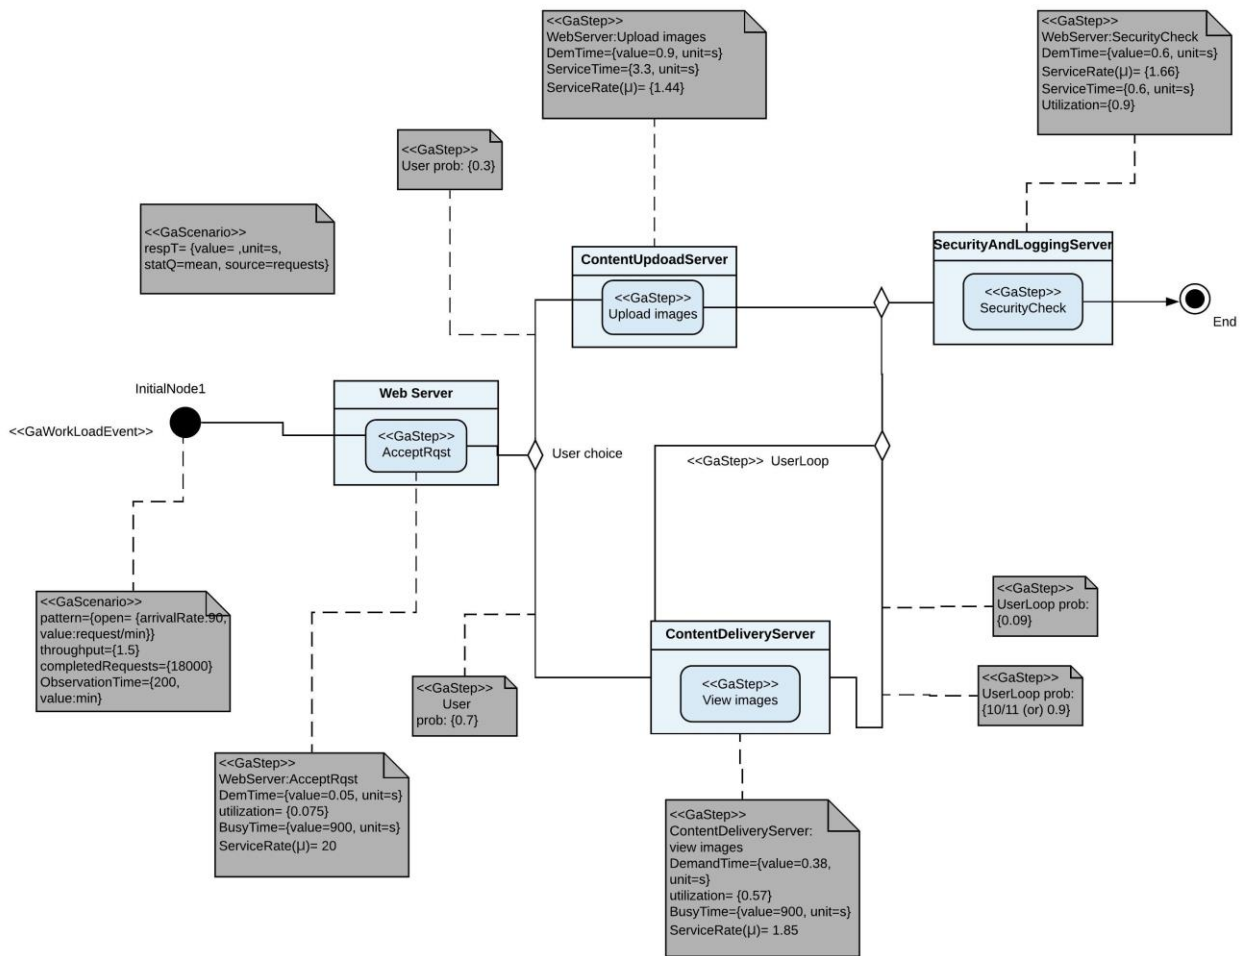 <<GaStep>>
WebServer:Upload images
DemTime={value=0.9, unit=s}
ServiceTime={3.3, unit=s}
ServiceRate(μ)= {1.44}
<<GaStep>>
WebServer:SecurityCheck
DemTime={value=0.6, unit=s}
ServiceRate(μ)= {1.66}
ServiceTime={0.6, unit=s}
Utilization={0.9}
<<GaStep>>
User prob: {0.3}
<<GaScenario>>
respT= {value= ,unit=s,
statQ=mean, source=requests}
ContentUpdoadServer
<<GaStep>>
Upload images
SecurityAndLoggingServer
<<GaStep>>
SecurityCheck
End
InitialNode1
<<GaWorkLoadEvent>>
Web Server
<<GaStep>>
AcceptRqst
User choice
<<GaStep>> UserLoop
<<GaScenario>>
pattern={open= {arrivalRate:90,
value:request/min}}
throughput={1.5}
completedRequests={18000}
ObservationTime={200,
value:min}
<<GaStep>>
User
prob: {0.7}
ContentDeliveryServer
<<GaStep>>
View images
<<GaStep>>
UserLoop prob:
{0.09}
<<GaStep>>
UserLoop prob:
{10/11 (or) 0.9}
<<GaStep>>
WebServer:AcceptRqst
DemTime={value=0.05, unit=s}
utilization= {0.075}
BusyTime={value=900, unit=s}
ServiceRate(μ)= 20
<<GaStep>>
ContentDeliveryServer:
view images
DemandTime={value=0.38,
unit=s}
utilization= {0.57}
BusyTime={value=900, unit=s}
ServiceRate(μ)= 1.85